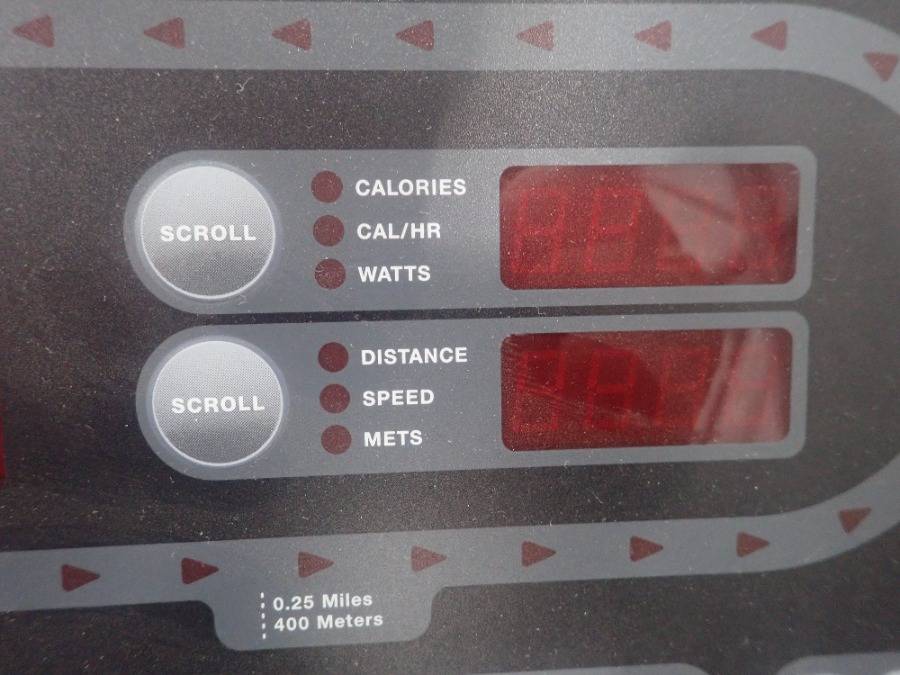 SCROLL
CALORIES
CAL/HR
WATTS
SCROLL
DISTANCE
SPEED
METS
0.25 Miles
400 Meters